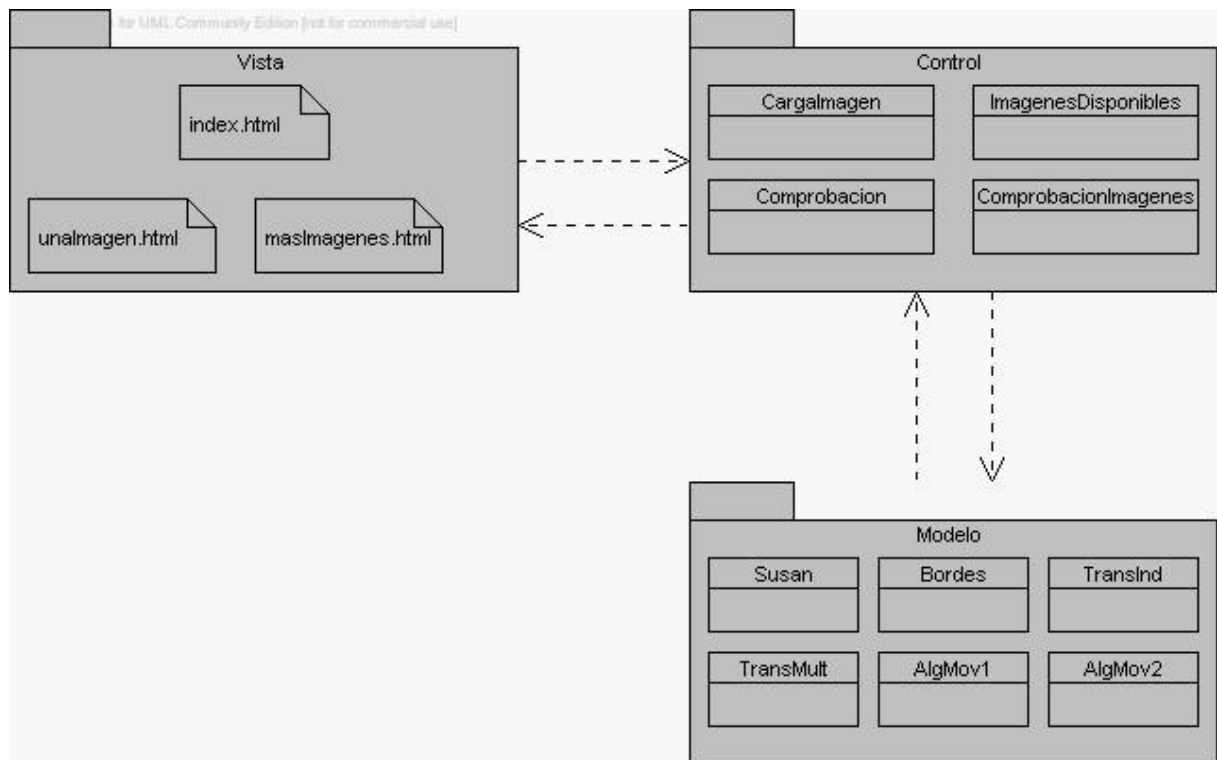 for UML Community Edition [not for commercial use]
Vista
index.html
unaImagen.html
masImagenes.html
Control
CargaImagen
ImagenesDisponibles
Comprobacion
ComprobacionImagenes
Modelo
Susan
Bordes
TransInd
TransMult
AlgMov1
AlgMov2